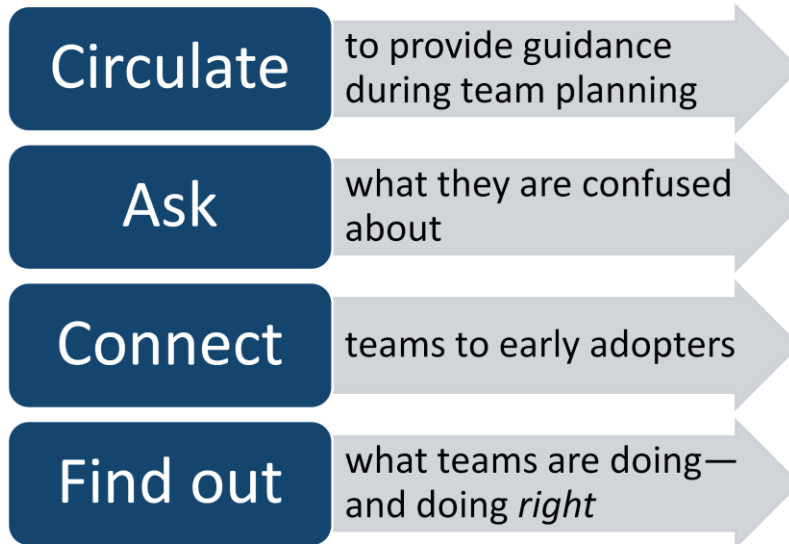 Circulate
to provide guidance
during team planning
Ask
what they are confused
about
Connect
teams to early adopters
Find out
what teams are doing—
and doing right